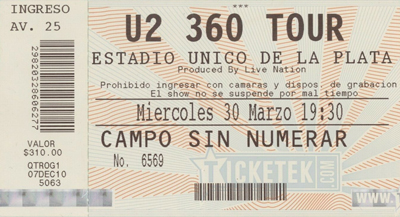 INGRESO
AV. 25
29820328606277
VALOR
$310.00
QTROG1
07DEC10
5063
U2 360 TOUR
ESTADIO UNICO DE LA PLATA
Produced By Live Nation
Prohibido ingresar con camaras y dispos. de grabacion
El show no se suspende por mal tiempo
Miercoles 30 Marzo 19:30
CAMPO SIN NUMERAR
No. 6569
TICKETEK.COM
www.t